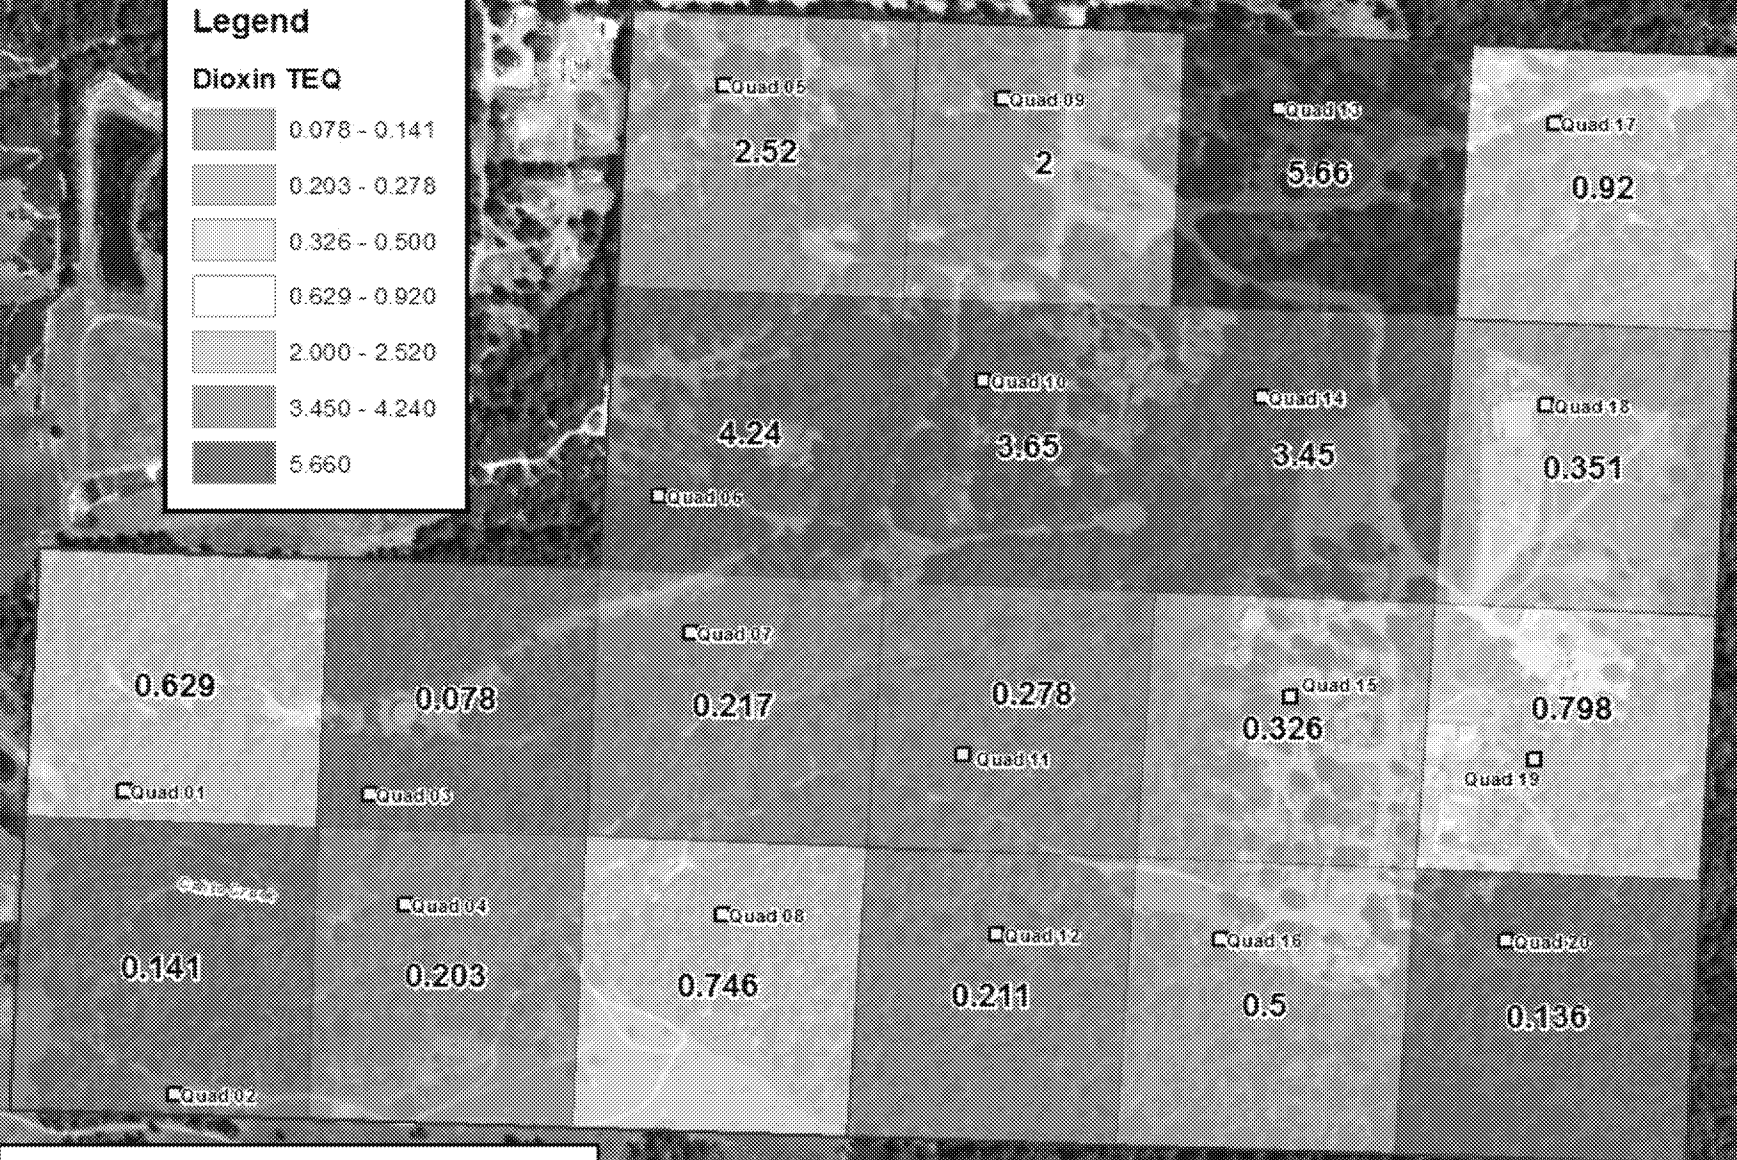 Legend
Dioxin TEQ
0.078 - 0.141
0.203 - 0.278
0.326 - 0.500
0.629 - 0.920
2.000 - 2.520
3.450 - 4.240
5.660
Quad 05
2.52
Quad 09
2
Quad 13
5.66
Quad 17
0.92
4.24
Quad 06
Quad 10
3.65
Quad 14
3.45
Quad 18
0.351
0.629
Quad 01
0.078
Quad 03
Quad 07
0.217
0.278
Quad 11
Quad 15
0.326
0.798
Quad 19
0.141
Quad 02
Quad 04
0.203
Quad 08
0.746
Quad 12
0.211
Quad 16
0.5
Quad 20
0.136